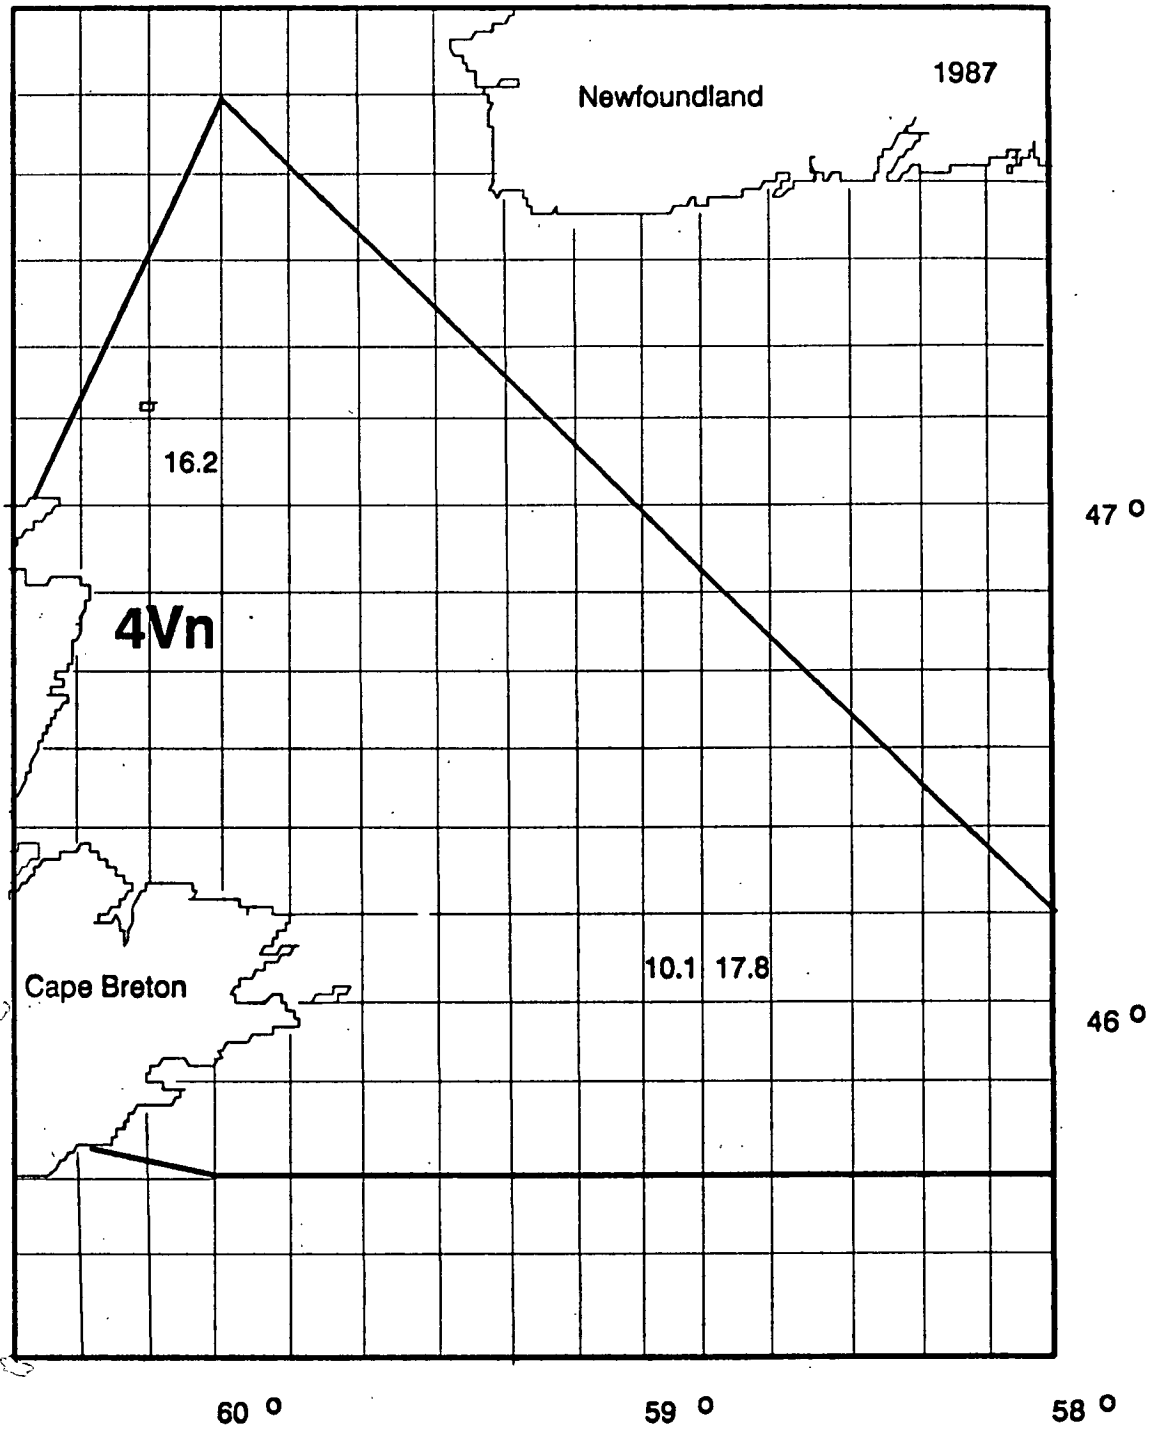 1987
Newfoundland
16.2
47 o
4Vn
10.1 17.8
Cape Breton
46 o
60 o 59 o 58 o